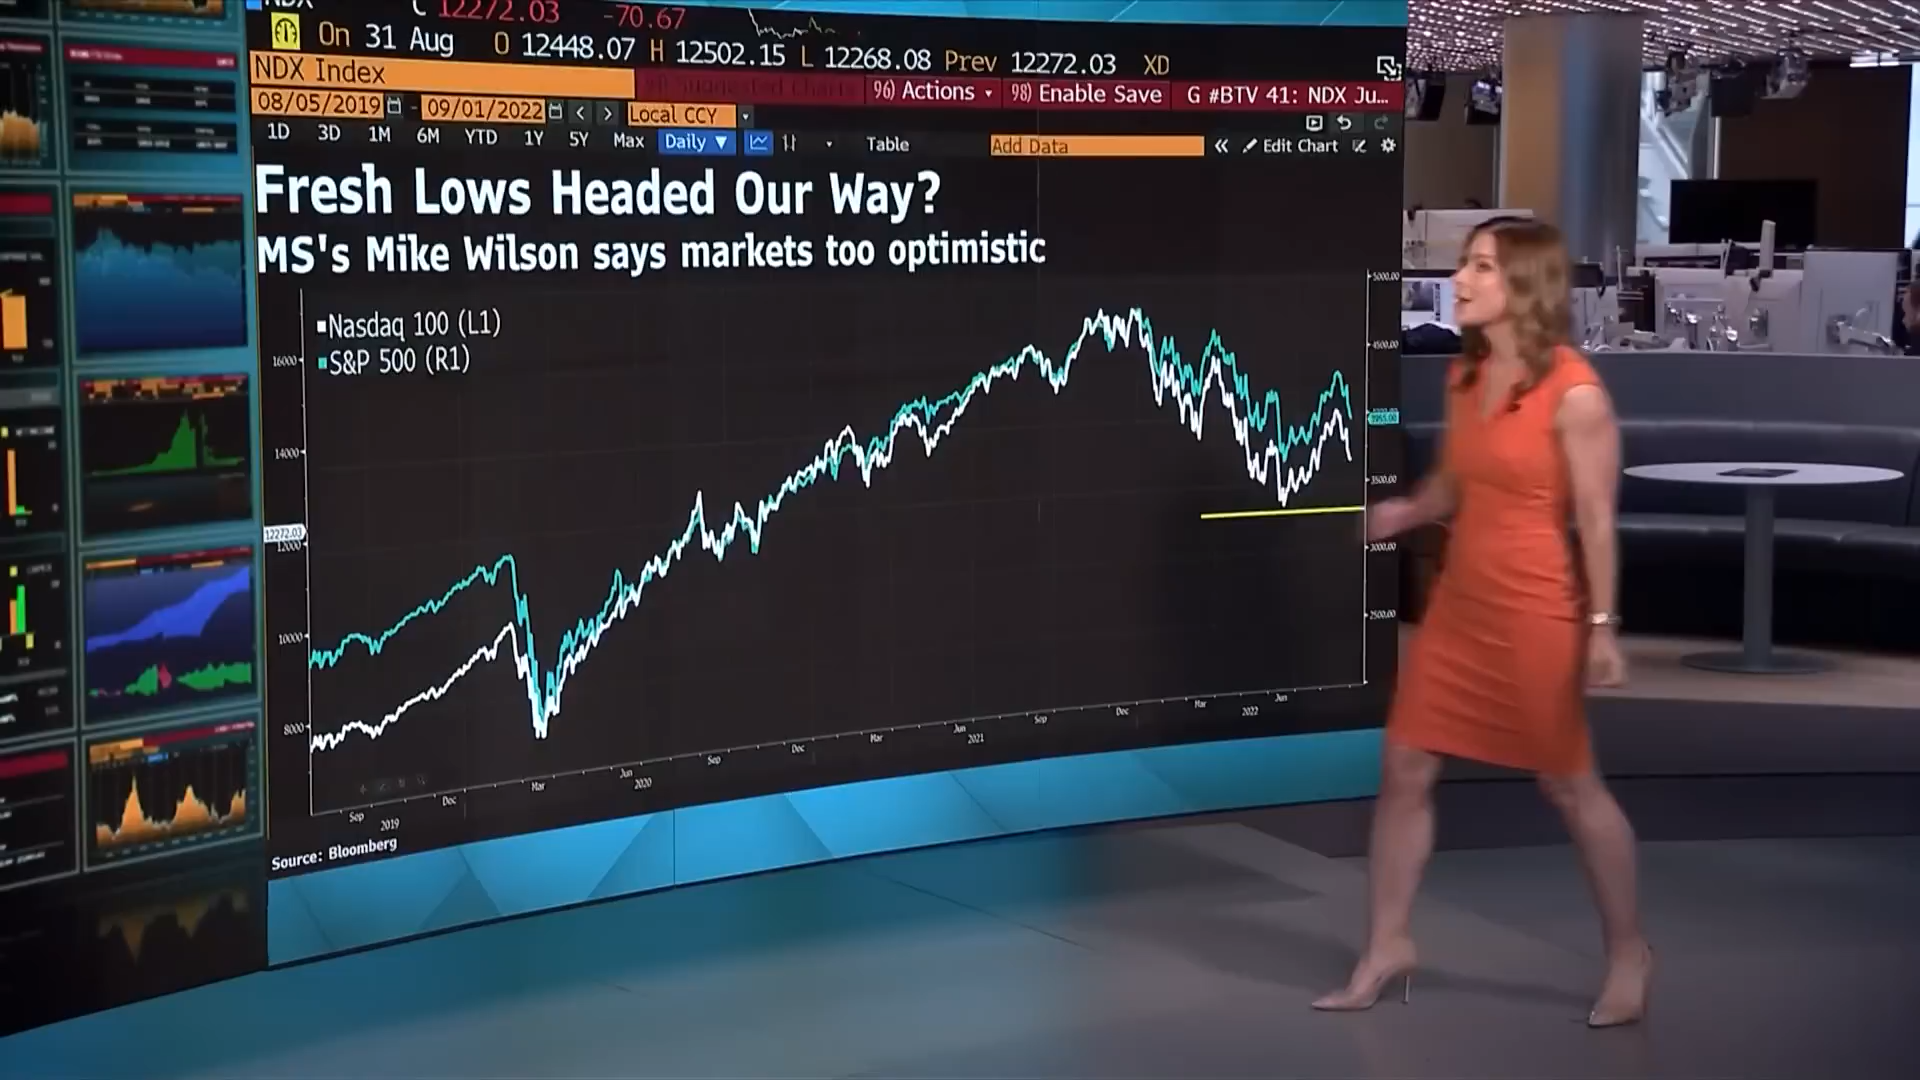 NDX C 12272.03 -70.67
On 31 Aug O 12448.07 H 12502.15 L 12268.08 Prev 12272.03 XD
NDX Index
96) Actions 98) Enable Save G #BTV 41: NDX Ju...
08/05/2019 - 09/01/2022 < > Local CCY
1D 3D 1M 6M YTD 1Y 5Y Max Daily ▼ Table Add Data « Edit Chart
Fresh Lows Headed Our Way?
MS's Mike Wilson says markets too optimistic
Nasdaq 100 (L1)
S&P 500 (R1)
16000
14000
12272.03
12000
10000
8000
5000.00
4500.00
3955.00
3500.00
3000.00
2500.00
Sep Dec Mar Jun Sep Dec Mar Jun Sep Dec Mar Jun
2019 2020 2021 2022
Source: Bloomberg